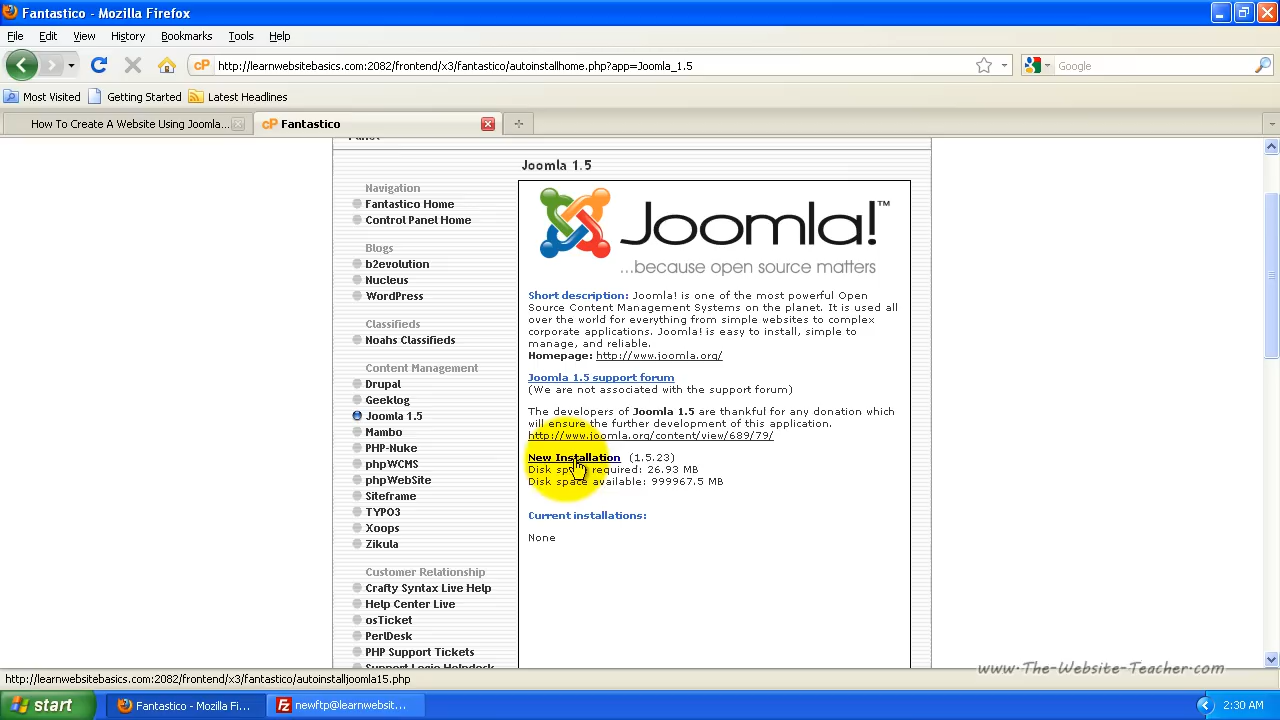 Fantastico - Mozilla Firefox
File Edit View History Bookmarks Tools Help
cP http://learnwebsitebasics.com:2082/frontend/x3/fantastico/autoinstallhome.php?app=Joomla_1.5
Google
Most Visited Getting Started Latest Headlines
How To Create A Website Using Joomla...
cP Fantastico
Joomla 1.5
Navigation
Fantastico Home
Control Panel Home
Blogs
b2evolution
Nucleus
WordPress
Classifieds
Noahs Classifieds
Content Management
Drupal
Geeklog
Joomla 1.5
Mambo
PHP-Nuke
phpWCMS
phpWebSite
Siteframe
TYPO3
Xoops
Zikula
Customer Relationship
Crafty Syntax Live Help
Help Center Live
osTicket
PerlDesk
PHP Support Tickets
Support Logic Helpdesk
Joomla!™
...because open source matters
Short description: Joomla! is one of the most powerful Open
Source Content Management Systems on the planet. It is used all
over the world for everything from simple websites to complex
corporate applications. Joomla! is easy to install, simple to
manage, and reliable.
Homepage: http://www.joomla.org/
Joomla 1.5 support forum
(We are not associated with the support forum)
The developers of Joomla 1.5 are thankful for any donation which
will ensure the further development of this application.
http://www.joomla.org/content/view/689/79/
New Installation (1.5.23)
Disk space required: 26.93 MB
Disk space available: 999967.5 MB
Current installations:
None
www.The-Website-Teacher.com
http://learnwebsitebasics.com:2082/frontend/x3/fantastico/autoinstalljoomla15.php
start
Fantastico - Mozilla Fi...
newftp@learnwebsit...
2:30 AM